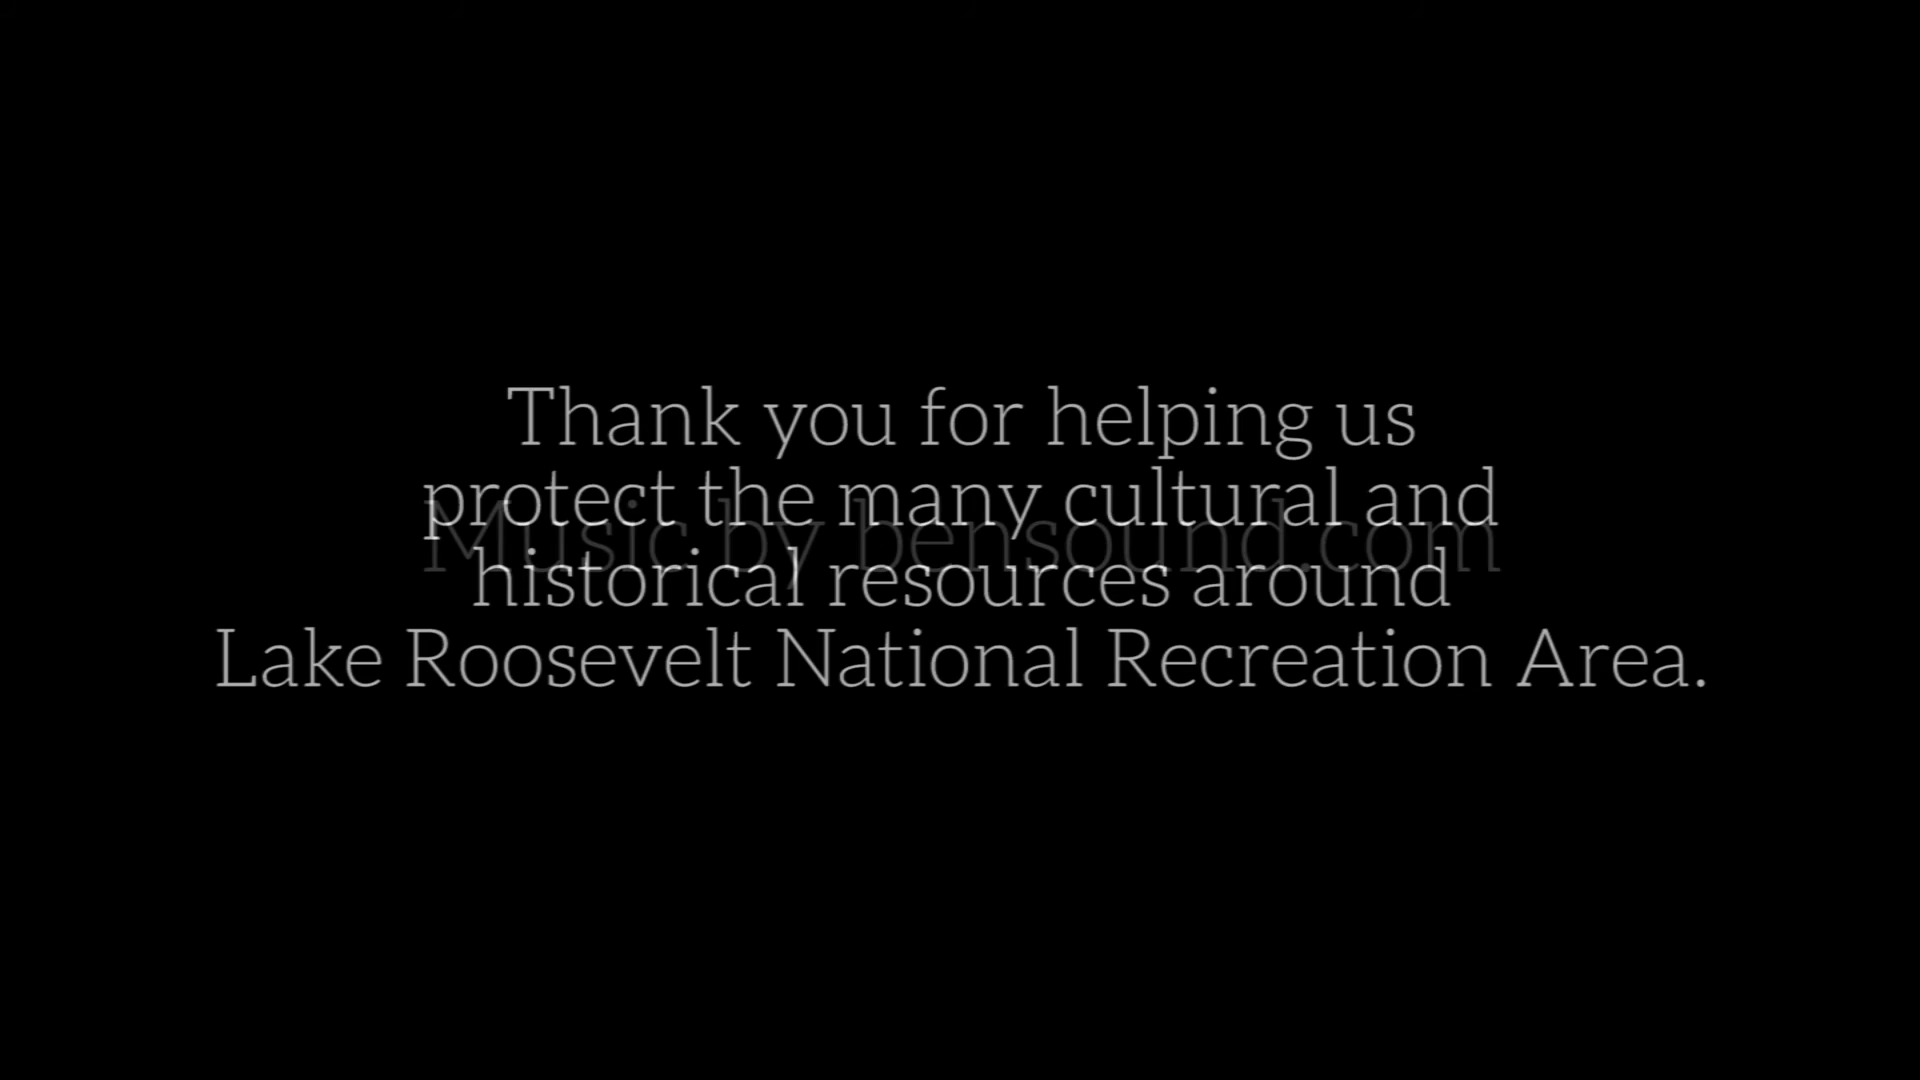 Thank you for helping us
protect the many cultural and
Music by bensound.com
historical resources around
Lake Roosevelt National Recreation Area.